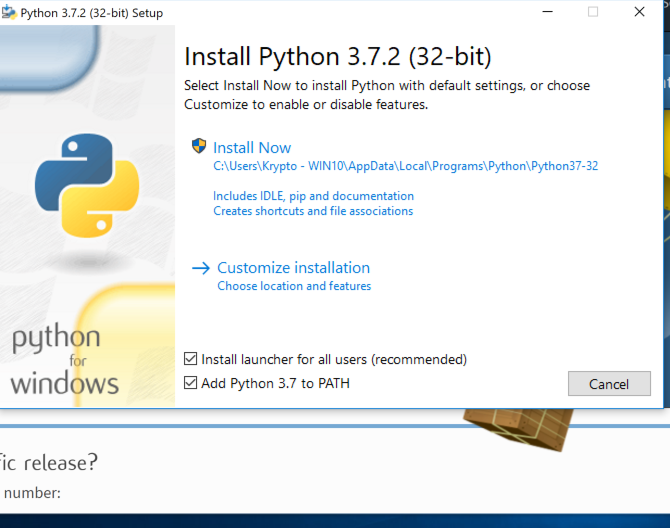 Python 3.7.2 (32-bit) Setup
Install Python 3.7.2 (32-bit)
Select Install Now to install Python with default settings, or choose
Customize to enable or disable features.
Install Now
C:\Users\Krypto - WIN10\AppData\Local\Programs\Python\Python37-32
Includes IDLE, pip and documentation
Creates shortcuts and file associations
Customize installation
Choose location and features
python
for
windows
Install launcher for all users (recommended)
Add Python 3.7 to PATH
Cancel
release?
number: